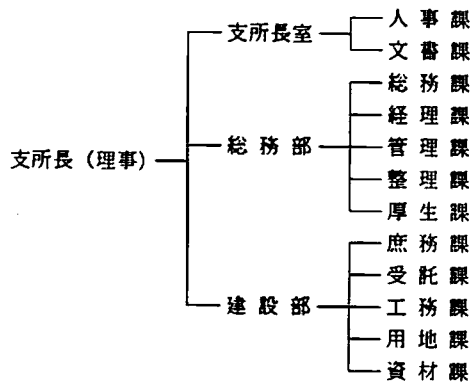 支所長（理事）
支所長室
人事課
文書課
総務部
総務課
経理課
管理課
整理課
厚生課
建設部
庶務課
受託課
工務課
用地課
資材課